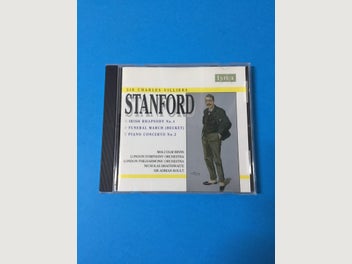 SIR CHARLES VILLIERS
Lyrita
STANFORD
IRISH RHAPSODY No.4
FUNERAL MARCH (BECKET)
PIANO CONCERTO No.2
MALCOLM BINNS
LONDON SYMPHONY ORCHESTRA
LONDON PHILHARMONIC ORCHESTRA
NICHOLAS BRAITHWAITE
SIR ADRIAN BOULT